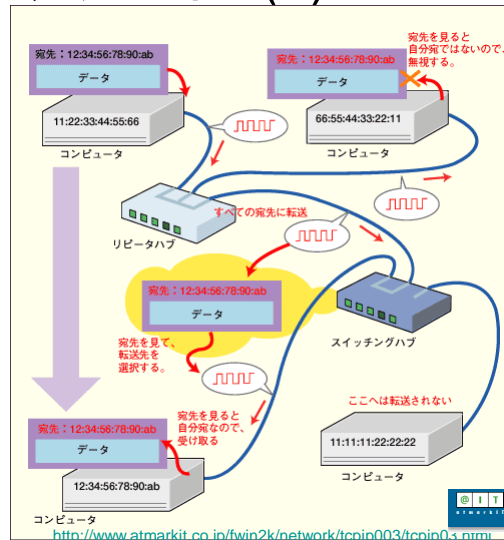 宛先：12:34:56:78:90:ab
データ
11:22:33:44:55:66
コンピュータ
宛先：12:34:56:78:90:ab
データ
宛先を見ると
自分宛ではないので、
無視する。
66:55:44:33:22:11
コンピュータ
リピータハブ
すべての宛先に転送
宛先：12:34:56:78:90:ab
データ
宛先を見て、
転送先を
選択する。
スイッチングハブ
ここへは転送されない
11:11:11:22:22:22
コンピュータ
宛先を見ると
自分宛なので、
受け取る
宛先：12:34:56:78:90:ab
データ
12:34:56:78:90:ab
コンピュータ
@IT
atmarkIT
http://www.atmarkit.co.jp/fwin2k/network/tcpip003/tcpip03.html